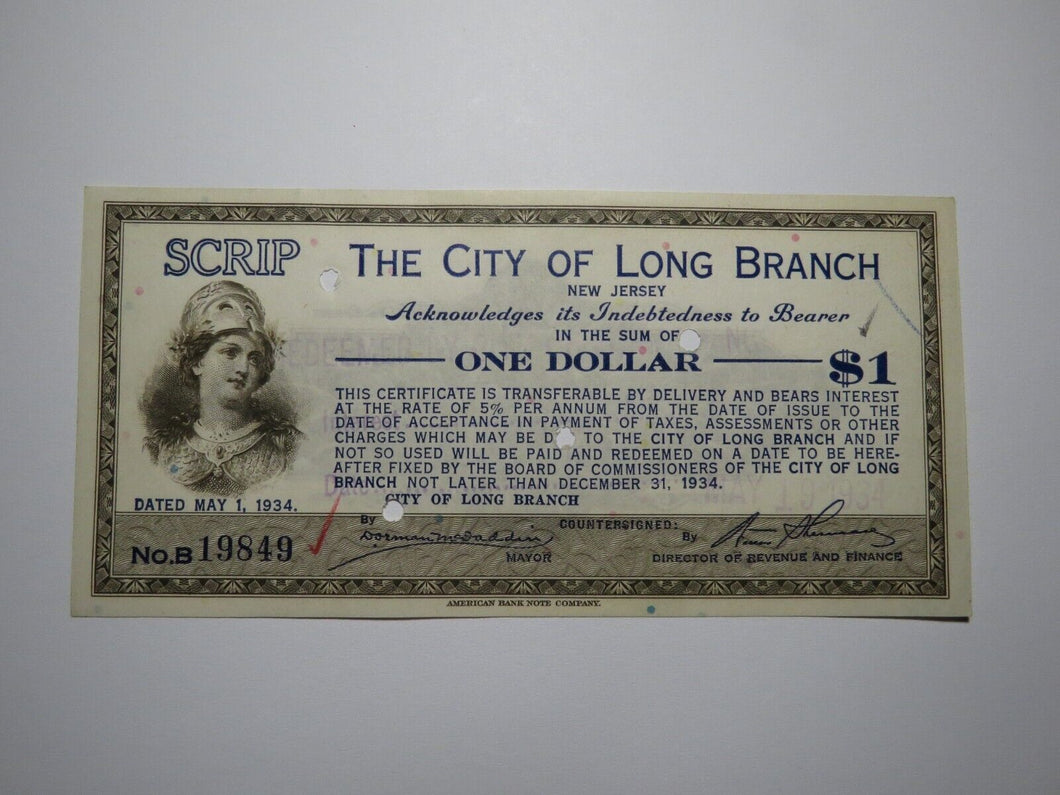 SCRIP
THE CITY OF LONG BRANCH
NEW JERSEY
Acknowledges its Indebtedness to Bearer
IN THE SUM OF
ONE DOLLAR $1
THIS CERTIFICATE IS TRANSFERABLE BY DELIVERY AND BEARS INTEREST
AT THE RATE OF 5% PER ANNUM FROM THE DATE OF ISSUE TO THE
DATE OF ACCEPTANCE IN PAYMENT OF TAXES, ASSESSMENTS OR OTHER
CHARGES WHICH MAY BE D TO THE CITY OF LONG BRANCH AND IF
NOT SO USED WILL BE PAID AND REDEEMED ON A DATE TO BE HERE-
AFTER FIXED BY THE BOARD OF COMMISSIONERS OF THE CITY OF LONG
BRANCH NOT LATER THAN DECEMBER 31, 1934.
DATED MAY 1, 1934.
CITY OF LONG BRANCH
By Dorman McFaddin
MAYOR
COUNTERSIGNED:
By
DIRECTOR OF REVENUE AND FINANCE
No. B 19849
AMERICAN BANK NOTE COMPANY.